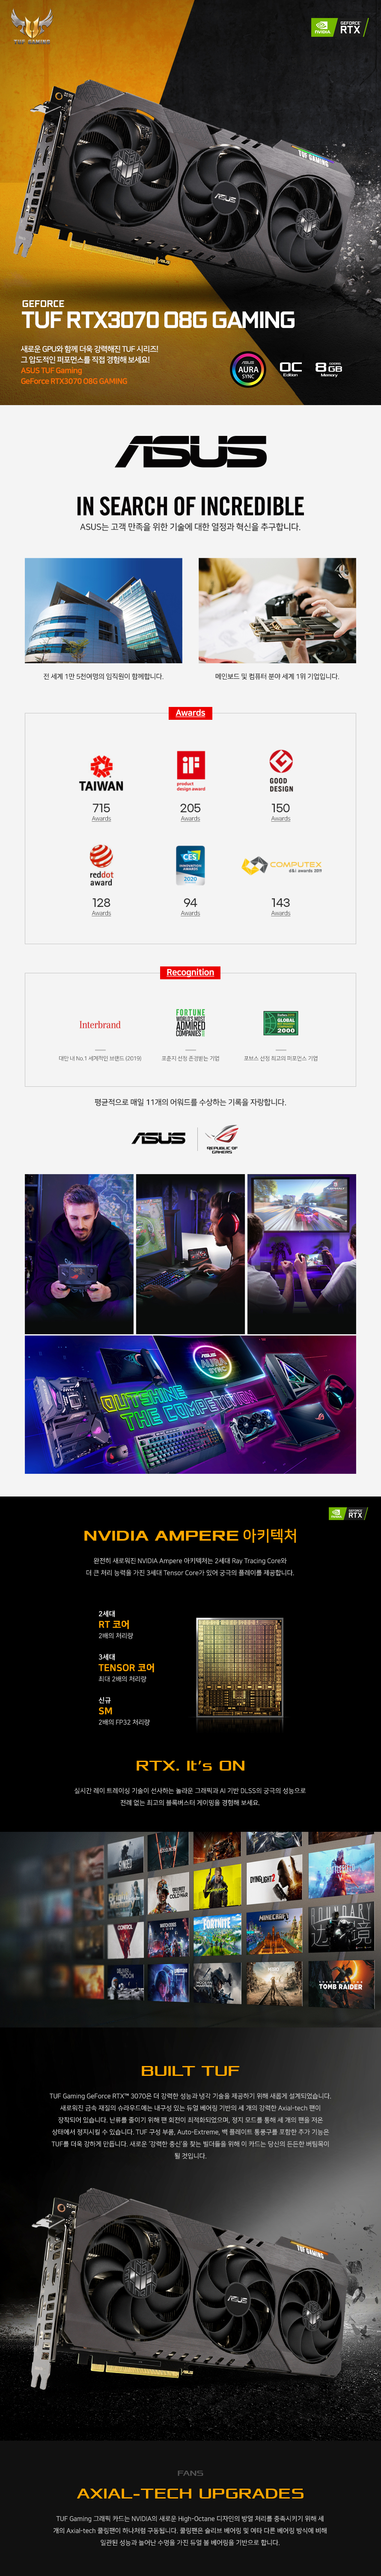 TUF GAMING
NVIDIA
GEFORCE
RTX
TUF GAMING
ASUS
GEFORCE
TUF RTX3070 O8G GAMING
새로운 GPU와 함께 더욱 강력해진 TUF 시리즈!
그 압도적인 퍼포먼스를 직접 경험해 보세요!
ASUS TUF Gaming
GeForce RTX3070 O8G GAMING
ASUS
AURA
SYNC
OC
Edition
8 GB
GDDR6
Memory
ASUS
IN SEARCH OF INCREDIBLE
ASUS는 고객 만족을 위한 기술에 대한 열정과 혁신을 추구합니다.
전 세계 1만 5천여명의 임직원이 함께합니다.
메인보드 및 컴퓨터 분야 세계 1위 기업입니다.
Awards
TAIWAN
715
Awards
iF
product
design award
205
Awards
GOOD
DESIGN
150
Awards
reddot
award
128
Awards
CES
INNOVATION
AWARDS
2020
94
Awards
COMPUTEX
d&i awards 2019
143
Awards
Recognition
Interbrand
대만 내 No.1 세계적인 브랜드 (2019)
FORTUNE
WORLD'S MOST
ADMIRED
COMPANIES
포춘지 선정 존경받는 기업
GLOBAL
2000
포브스 선정 최고의 퍼포먼스 기업
평균적으로 매일 11개의 어워드를 수상하는 기록을 자랑합니다.
ASUS
REPUBLIC OF
GAMERS
ASUS
AURA
SYNC
OUTSHINE
THE COMPETITION
NVIDIA
GEFORCE
RTX
NVIDIA AMPERE 아키텍처
완전히 새로워진 NVIDIA Ampere 아키텍처는 2세대 Ray Tracing Core와
더 큰 처리 능력을 가진 3세대 Tensor Core가 있어 궁극의 플레이를 제공합니다.
2세대
RT 코어
2배의 처리량
3세대
TENSOR 코어
최대 2배의 처리량
신규
SM
2배의 FP32 처리량
RTX. It's ON
실시간 레이 트레이싱 기술이 선사하는 놀라운 그래픽과 AI 기반 DLSS의 궁극의 성능으로
전례 없는 최고의 블록버스터 게이밍을 경험해 보세요.
CONTROL
FORTNITE
MINECRAFT
DYING LIGHT 2
BATTLEFIELD
TOMB RAIDER
BUILT TUF
TUF Gaming GeForce RTX™ 3070은 더 강력한 성능과 냉각 기술을 제공하기 위해 새롭게 설계되었습니다.
새로워진 금속 재질의 슈라우드에는 내구성 있는 듀얼 베어링 기반의 세 개의 강력한 Axial-tech 팬이
장착되어 있습니다. 난류를 줄이기 위해 팬 회전이 최적화되었으며, 정지 모드를 통해 세 개의 팬을 저온
상태에서 정지시킬 수 있습니다. TUF 구성 부품, Auto-Extreme, 백 플레이트 통풍구를 포함한 추가 기능은
TUF를 더욱 강하게 만듭니다. 새로운 '강력한 중심'을 찾는 빌더들을 위해 이 카드는 당신의 든든한 버팀목이
될 것입니다.
TUF GAMING
ASUS
FANS
AXIAL-TECH UPGRADES
TUF Gaming 그래픽 카드는 NVIDIA의 새로운 High-Octane 디자인의 방열 처리를 충족시키기 위해 세
개의 Axial-tech 쿨링팬이 하나처럼 구동됩니다. 쿨링팬은 슬리브 베어링 및 여타 다른 베어링 방식에 비해
일관된 성능과 늘어난 수명을 가진 듀얼 볼 베어링을 기반으로 합니다.